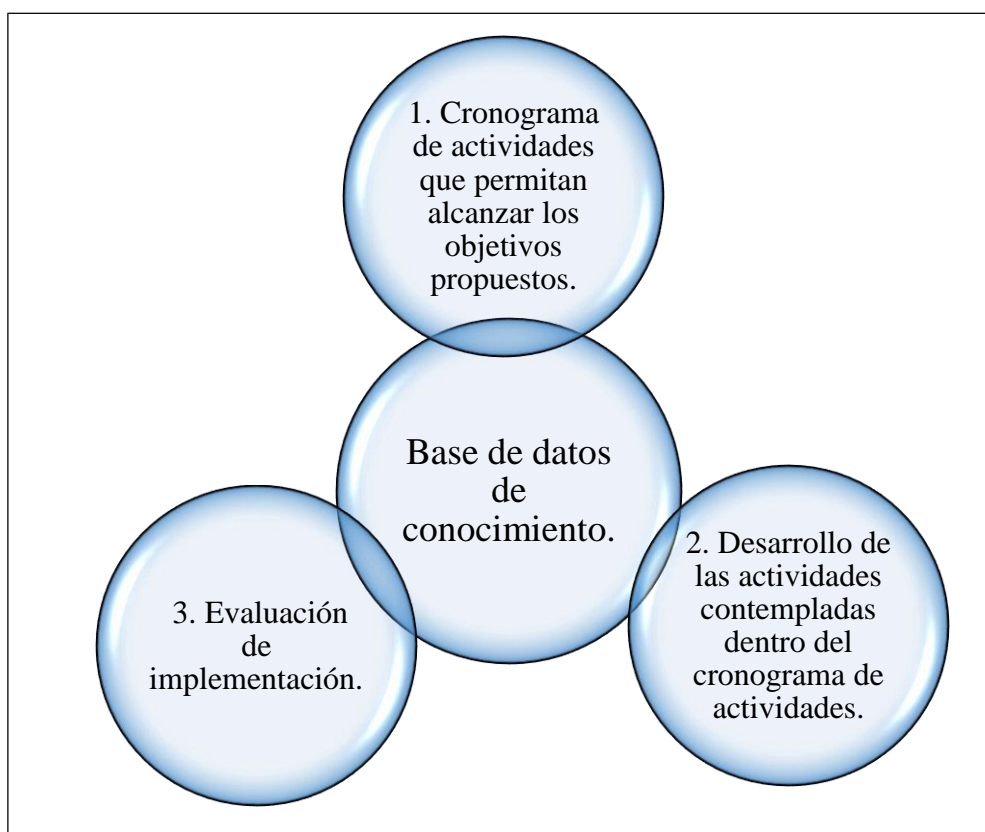 1. Cronograma
de actividades
que permitan
alcanzar los
objetivos
propuestos.
Base de datos
de
conocimiento.
2. Desarrollo de
las actividades
contempladas
dentro del
cronograma de
actividades.
3. Evaluación
de
implementación.